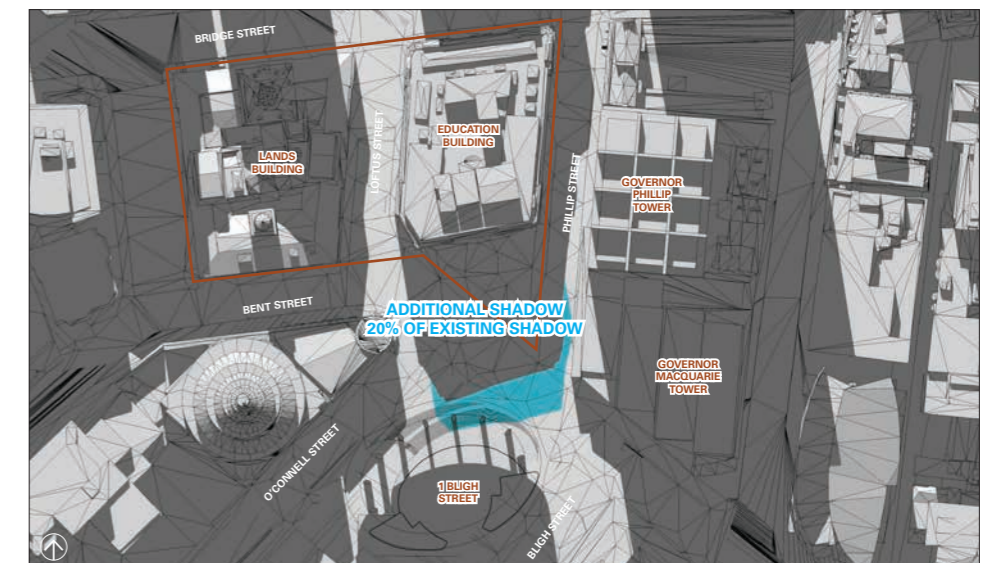 BRIDGE STREET
LOFTUS STREET
EDUCATION
BUILDING
LANDS
BUILDING
PHILLIP STREET
GOVERNOR
PHILLIP
TOWER
BENT STREET
ADDITIONAL SHADOW
20% OF EXISTING SHADOW
GOVERNOR
MACQUARIE
TOWER
O'CONNELL STREET
1 BLIGH
STREET
BLIGH STREET